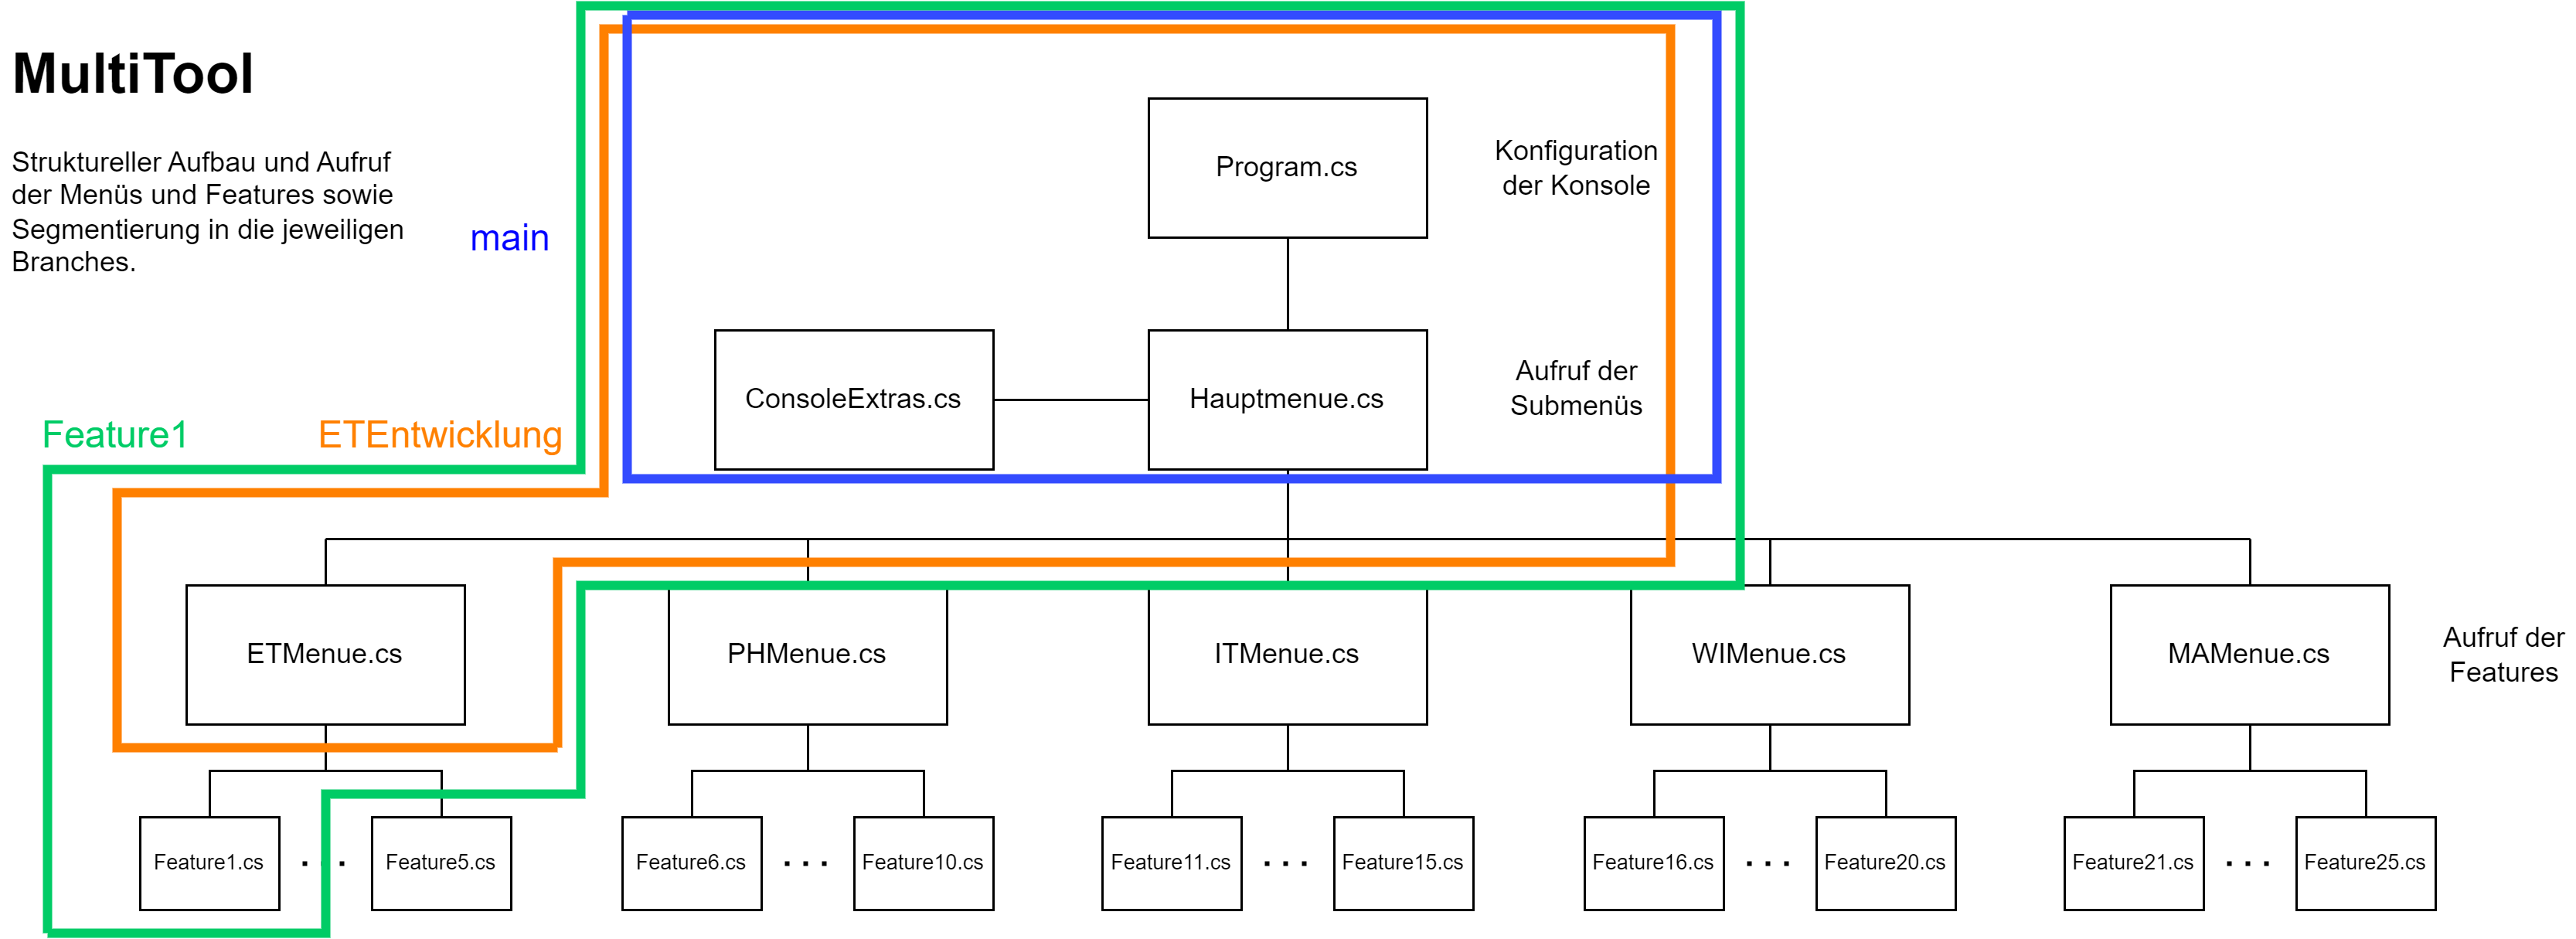 MultiTool
Struktureller Aufbau und Aufruf
der Menüs und Features sowie
Segmentierung in die jeweiligen
Branches.
main
Program.cs
Konfiguration
der Konsole
ConsoleExtras.cs
Hauptmenue.cs
Aufruf der
Submenüs
Feature1
ETEntwicklung
ETMenue.cs
PHMenue.cs
ITMenue.cs
WIMenue.cs
MAMenue.cs
Aufruf der
Features
Feature1.cs
. . .
Feature5.cs
Feature6.cs
. . .
Feature10.cs
Feature11.cs
. . .
Feature15.cs
Feature16.cs
. . .
Feature20.cs
Feature21.cs
. . .
Feature25.cs